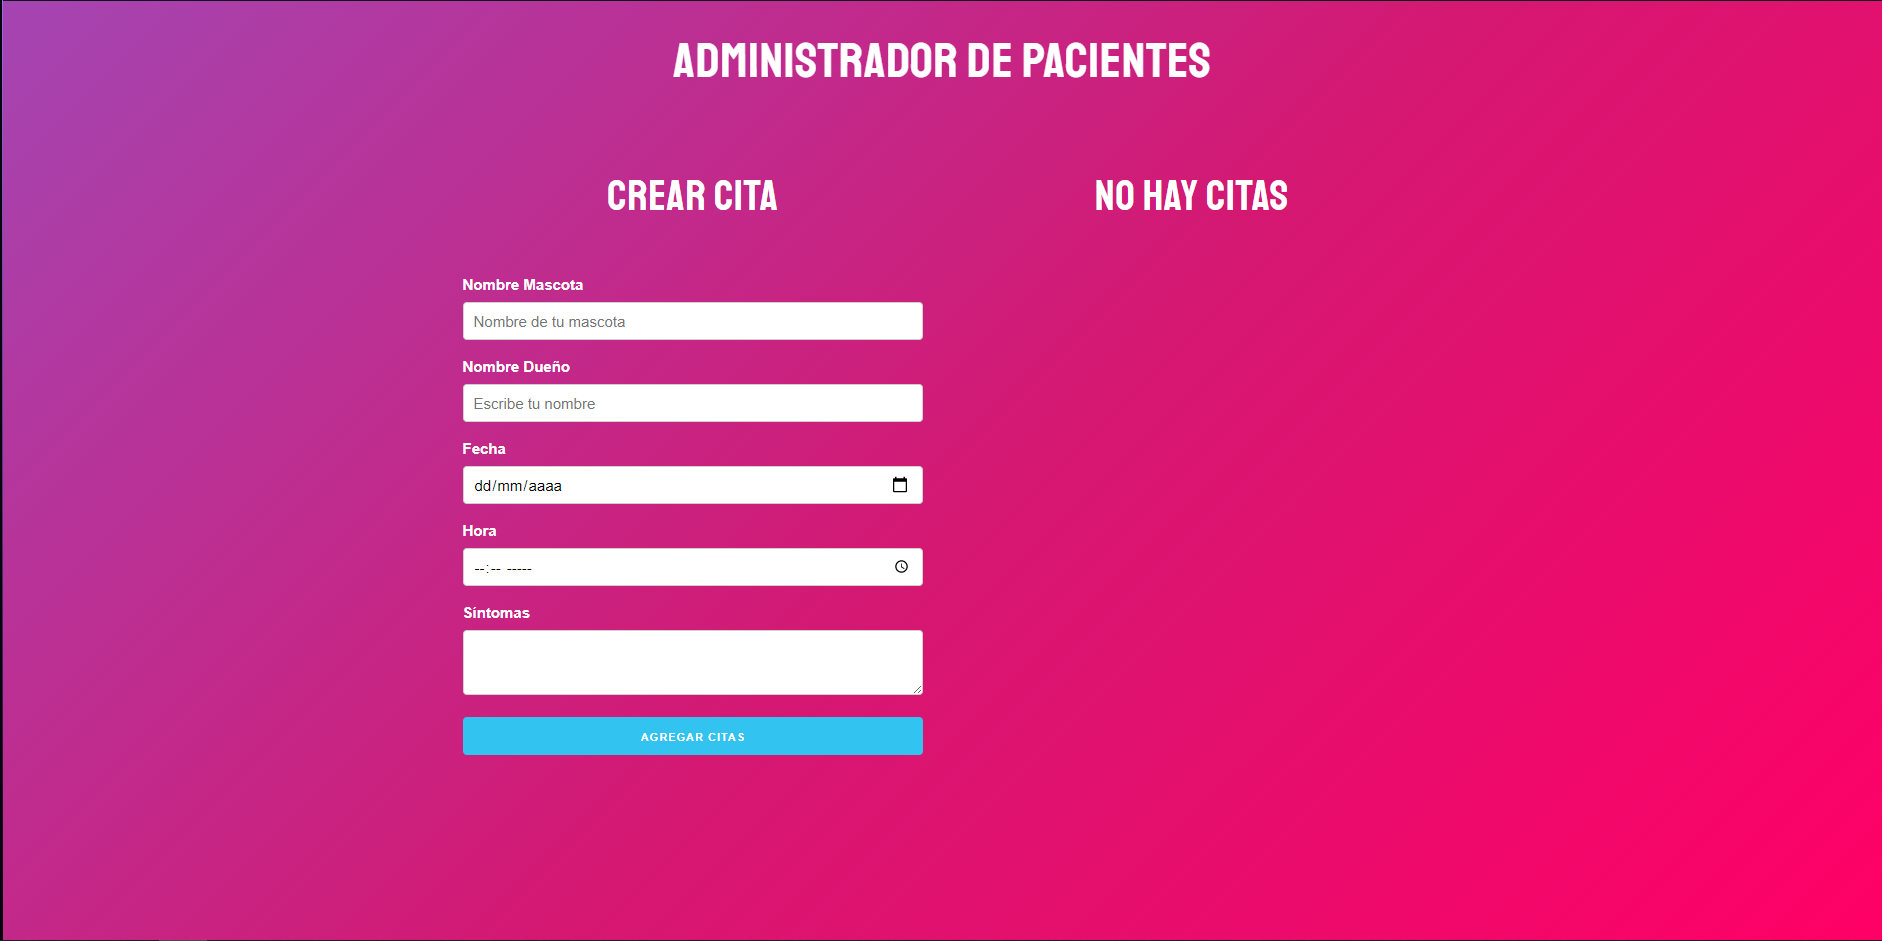 ADMINISTRADOR DE PACIENTES
CREAR CITA
NO HAY CITAS
Nombre Mascota
Nombre de tu mascota
Nombre Dueño
Escribe tu nombre
Fecha
dd/mm/aaaa
Hora
--:-- -----
Síntomas
AGREGAR CITAS